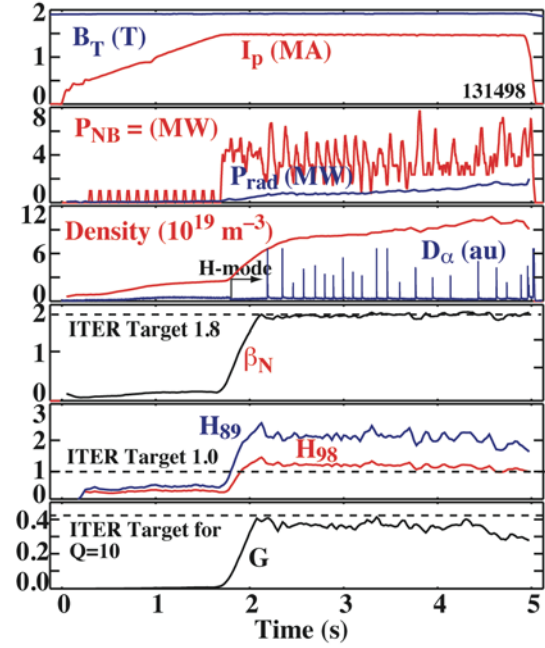 2
B_T (T)
I_p (MA)
1
131498
0
8
P_NB = (MW)
4
P_rad (MW)
0
12
Density (10^19 m^-3)
D_α (au)
6
H-mode
0
2
ITER Target 1.8
1
β_N
0
3
H_89
2
ITER Target 1.0
H_98
1
0
0.4
ITER Target for
Q=10
0.2
G
0.0
0 1 2 3 4 5
Time (s)